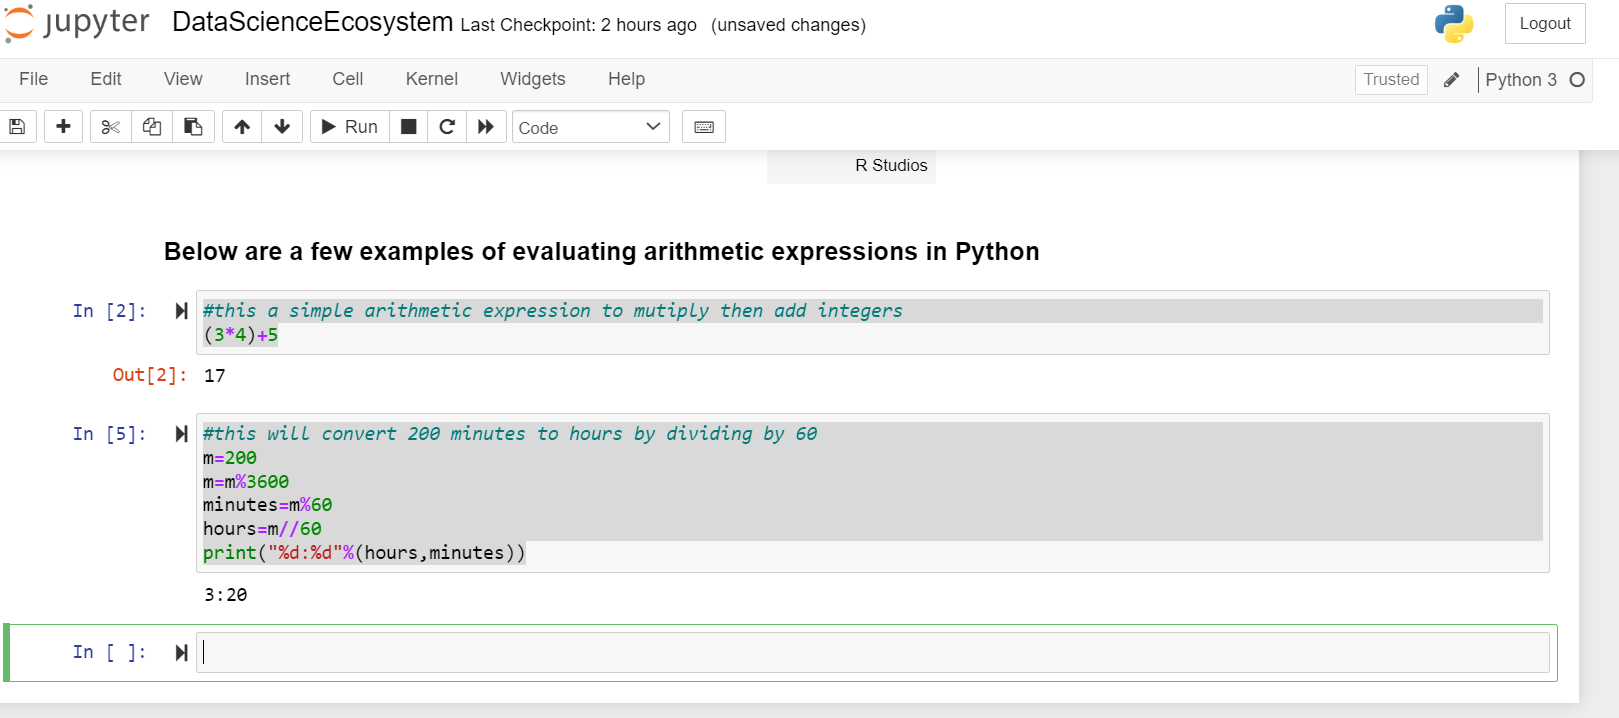 jupyter DataScienceEcosystem Last Checkpoint: 2 hours ago (unsaved changes) Logout
File Edit View Insert Cell Kernel Widgets Help Trusted Python 3
Run Code
R Studios
Below are a few examples of evaluating arithmetic expressions in Python
In [2]: #this a simple arithmetic expression to mutiply then add integers
(3*4)+5
Out[2]: 17
In [5]: #this will convert 200 minutes to hours by dividing by 60
m=200
m=m%3600
minutes=m%60
hours=m//60
print("%d:%d"%(hours,minutes))
3:20
In [ ]: